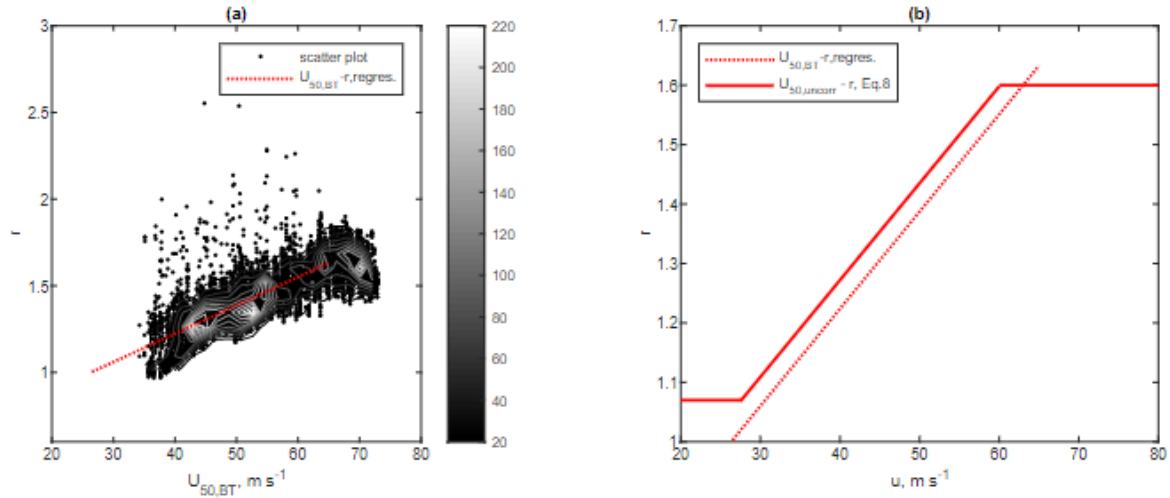 (a)
3
2.5
2
1.5
1
r
20 30 40 50 60 70 80
U50,BT, m s-1
scatter plot
U50,BT-r,regres.
220
200
180
160
140
120
100
80
60
40
20
(b)
1.7
1.6
1.5
1.4
1.3
1.2
1.1
1
r
20 30 40 50 60 70 80
u, m s-1
U50,BT-r,regres.
U50,uncorr - r, Eq.8